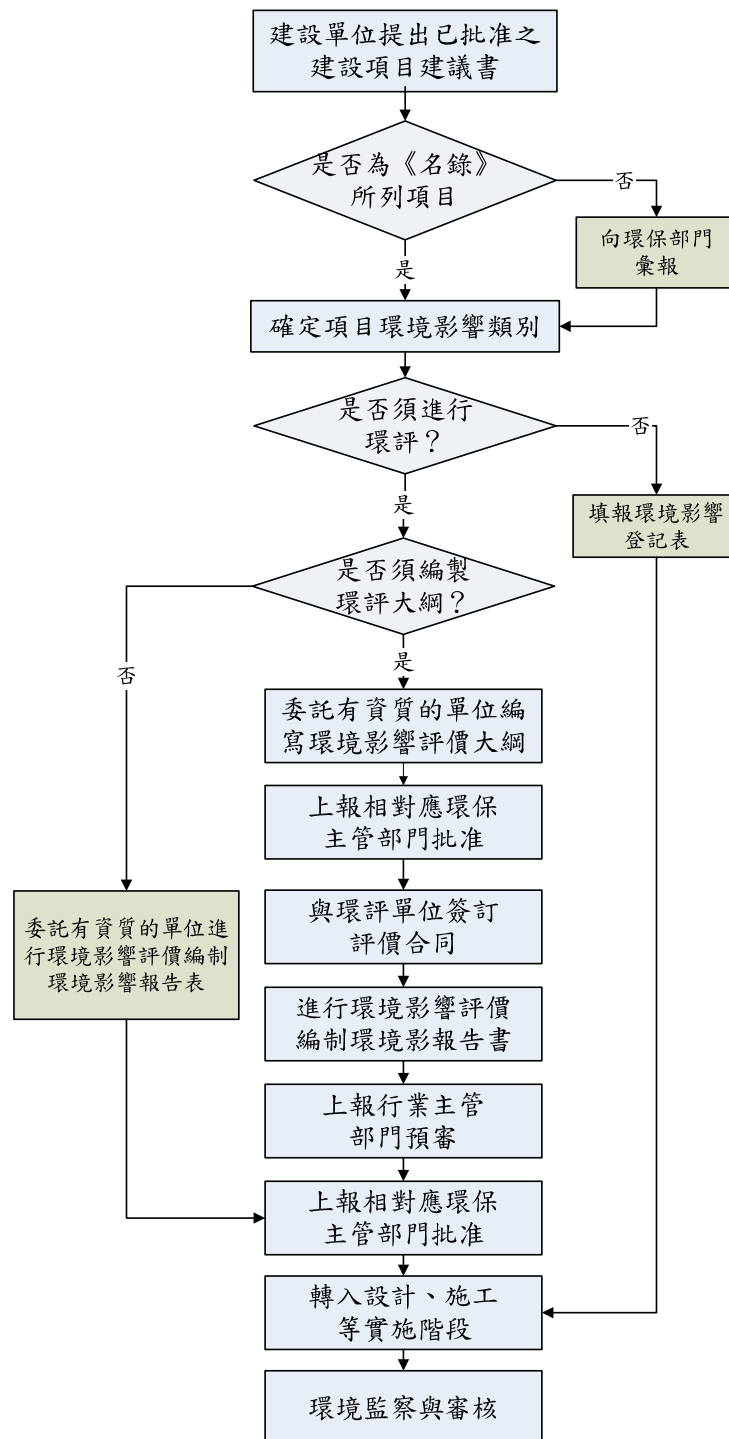 建設單位提出已批准之
建設項目建議書
是否為《名錄》
所列項目
否
向環保部門
彙報
是
確定項目環境影響類別
是否須進行
環評？
否
填報環境影響
登記表
是
是否須編製
環評大綱？
否
是
委託有資質的單位編
寫環境影響評價大綱
上報相對應環保
主管部門批准
與環評單位簽訂
評價合同
委託有資質的單位進
行環境影響評價編制
環境影響報告表
進行環境影響評價
編制環境影報告書
上報行業主管
部門預審
上報相對應環保
主管部門批准
轉入設計、施工
等實施階段
環境監察與審核